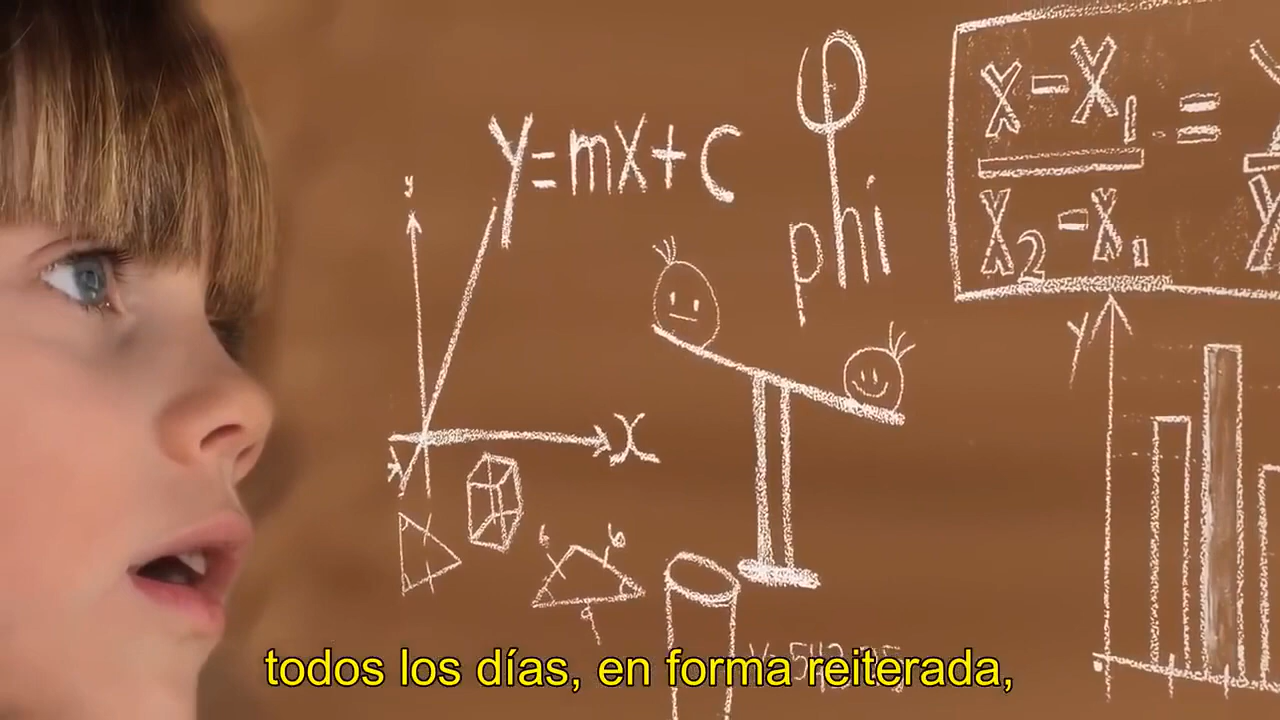 y=mx+c
φ
phi
x-x₁ =
x₂-x₁
y
x
y
todos los días, en forma reiterada,